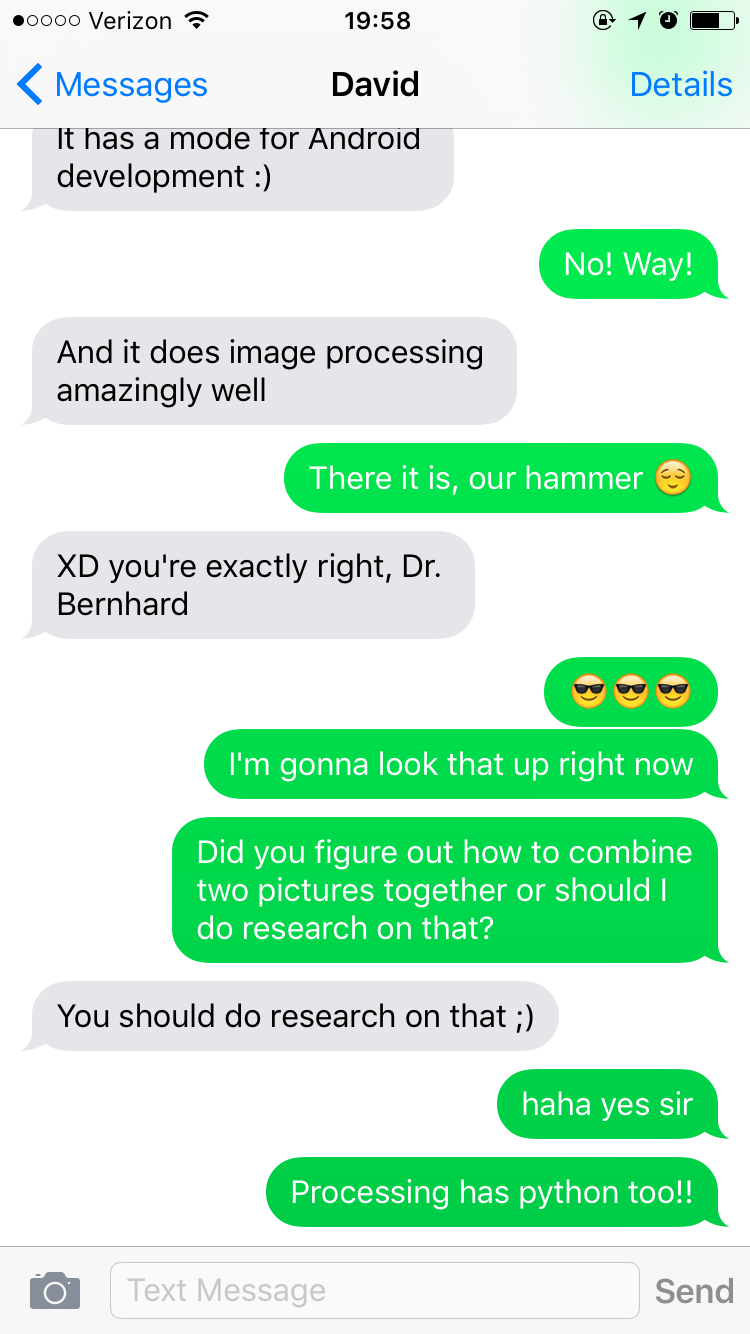 Verizon 19:58
Messages David Details
It has a mode for Android
development :)
No! Way!
And it does image processing
amazingly well
There it is, our hammer 😌
XD you're exactly right, Dr.
Bernhard
😎😎😎
I'm gonna look that up right now
Did you figure out how to combine
two pictures together or should I
do research on that?
You should do research on that ;)
haha yes sir
Processing has python too!!
Text Message Send